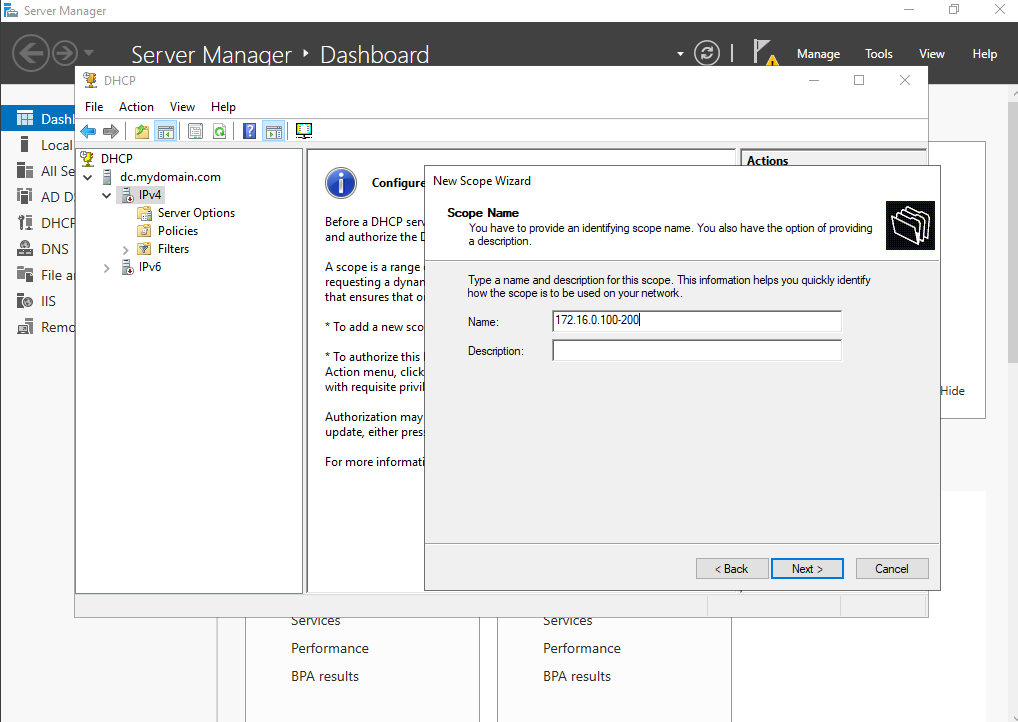 Server Manager
Server Manager ‣ Dashboard
Manage
Tools
View
Help
DHCP
File
Action
View
Help
Dashl
Local
All Se
AD D
DHCP
DNS
File a
IIS
Remo
DHCP
dc.mydomain.com
IPv4
Server Options
Policies
Filters
IPv6
Configure
Before a DHCP serv
and authorize the D
A scope is a range
requesting a dynan
that ensures that o
* To add a new sco
* To authorize this
Action menu, click
with requisite privil
Authorization may
update, either press
For more informati
Actions
New Scope Wizard
Scope Name
You have to provide an identifying scope name. You also have the option of providing
a description.
Type a name and description for this scope. This information helps you quickly identify
how the scope is to be used on your network.
Name:
172.16.0.100-200
Description:
< Back
Next >
Cancel
Hide
Services
Performance
BPA results
Services
Performance
BPA results